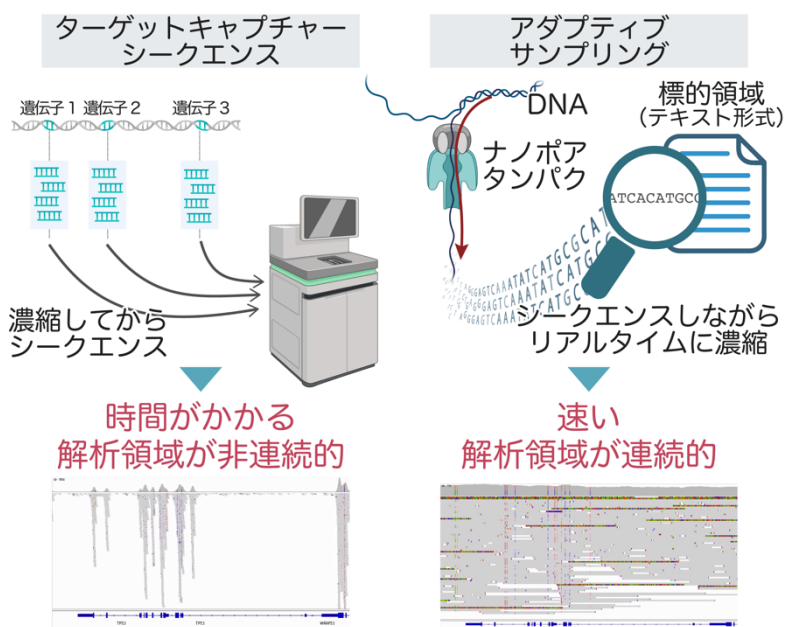 ターゲットキャプチャー
シークエンス
遺伝子1 遺伝子2 遺伝子3
濃縮してから
シークエンス
時間がかかる
解析領域が非連続的
TP53 TP53 WRAP53
アダプティブ
サンプリング
DNA
ナノポア
タンパク
標的領域
(テキスト形式)
ATCACATGCC
GGGAGTCAAATATCATGCGCAT
GGGAGTCAAATATCATGCG
AGGGAGTCAAATATCATGC
シークエンスしながら
リアルタイムに濃縮
速い
解析領域が連続的